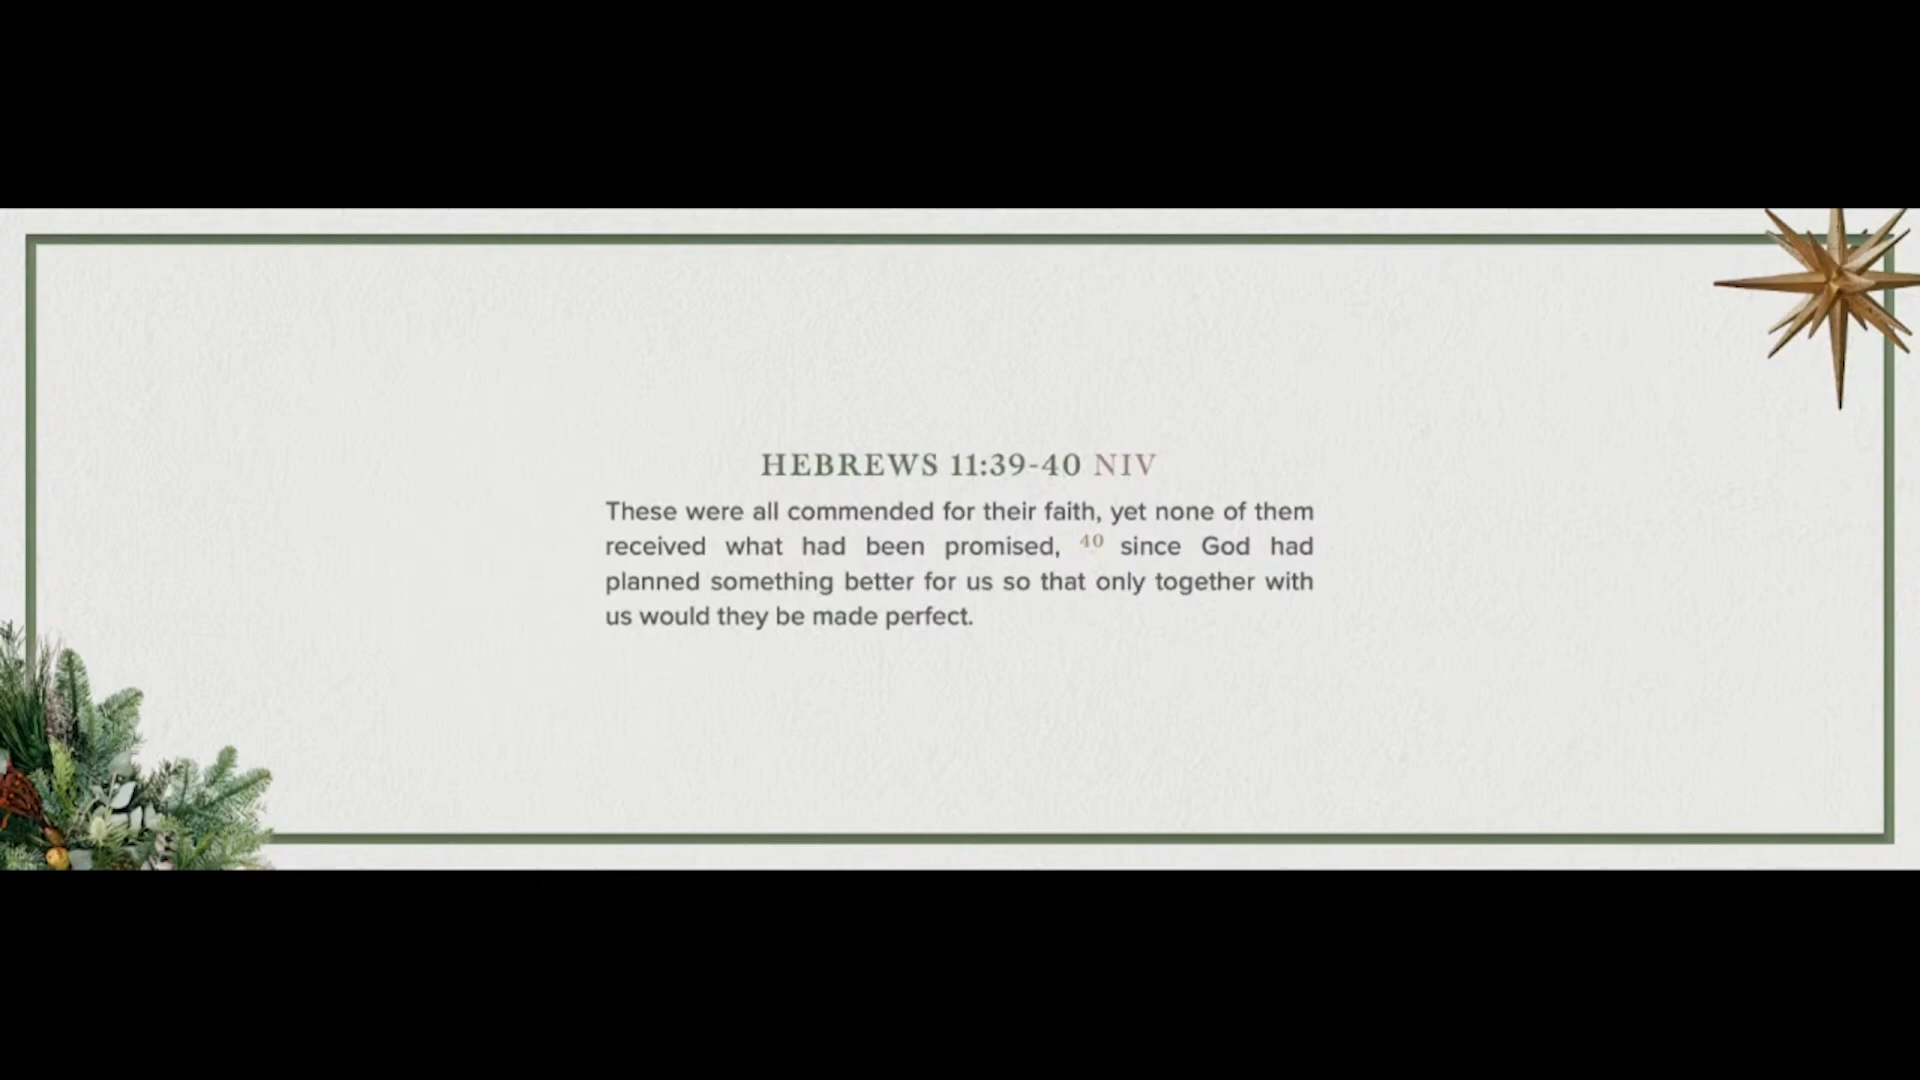 HEBREWS 11:39-40 NIV
These were all commended for their faith, yet none of them
received what had been promised, 40 since God had
planned something better for us so that only together with
us would they be made perfect.